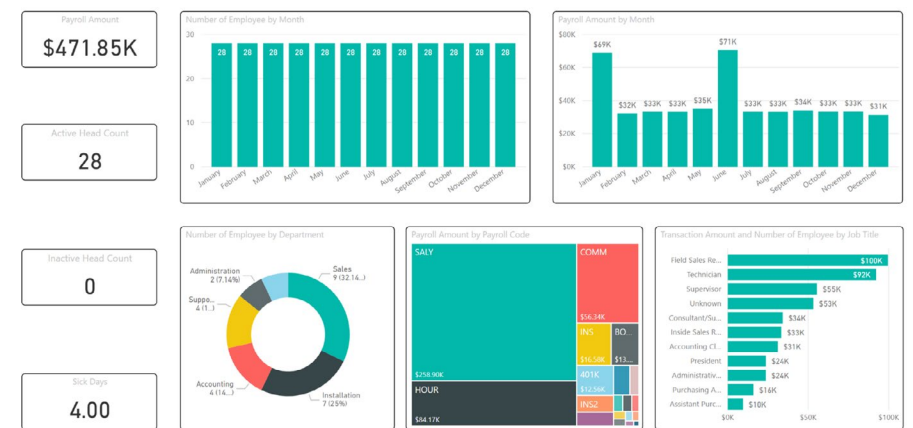 Payroll Amount
$471.85K
Active Head Count
28
Inactive Head Count
0
Sick Days
4.00
Number of Employee by Month
30
20
10
0
28 28 28 28 28 28 28 28 28 28 28 28
January February March April May June July August September October November December
Payroll Amount by Month
$80K
$60K
$40K
$20K
$0K
$69K $32K $33K $33K $35K $71K $33K $33K $34K $33K $33K $31K
January February March April May June July August September October November December
Number of Employee by Department
Administration
2 (7.14%)
Suppo...
4 (1...)
Accounting
4 (14...)
Sales
9 (32.14...)
Installation
7 (25%)
Payroll Amount by Payroll Code
SALY
$258.90K
HOUR
$84.17K
COMM
$56.34K
INS
$16.58K
BO...
$13,...
401K
$12.56K
INS2
Transaction Amount and Number of Employee by Job Title
Field Sales Re... $100K
Technician $92K
Supervisor $55K
Unknown $53K
Consultant/Su... $34K
Inside Sales R... $33K
Accounting Cl... $31K
President $24K
Administrativ... $24K
Purchasing A... $16K
Assistant Purc... $10K
$0K $50K $100K